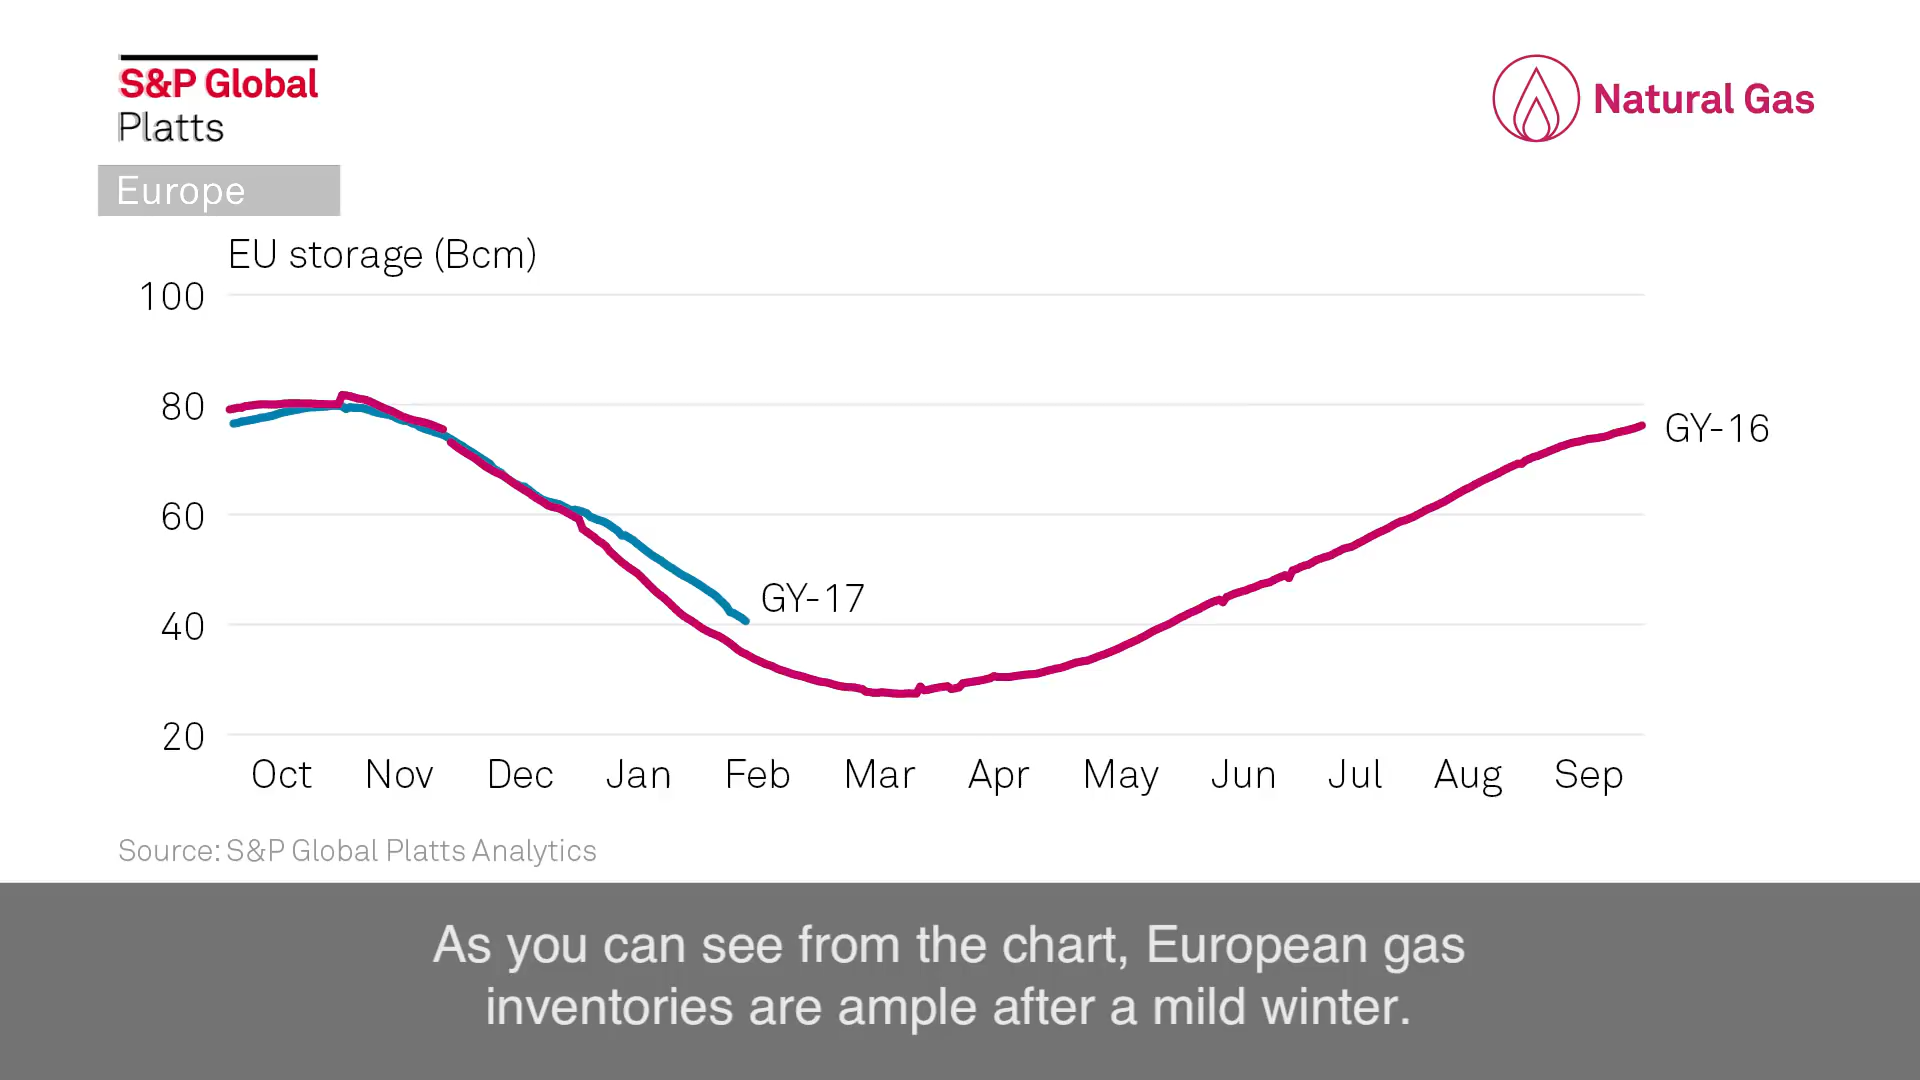 S&P Global
Platts
Natural Gas
Europe
EU storage (Bcm)
100
80
60
40
20
GY-16
GY-17
Oct Nov Dec Jan Feb Mar Apr May Jun Jul Aug Sep
Source: S&P Global Platts Analytics
As you can see from the chart, European gas
inventories are ample after a mild winter.